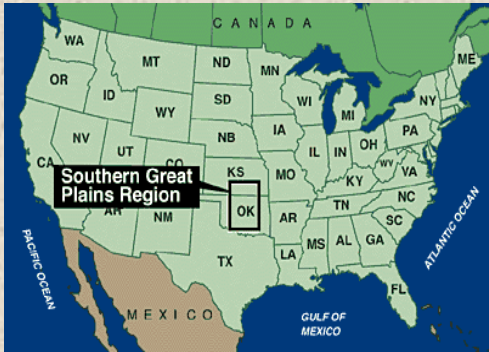 CANADA
WA
MT
ND
MN
ME
OR
ID
SD
WI
MI
NY
WY
IA
PA
NV
NB
IL
IN
OH
UT
CO
WV
VA
CA
KS
MO
KY
Southern Great
Plains Region
NC
TN
OK
AR
SC
AR
NM
MS
AL
GA
TX
LA
FL
PACIFIC OCEAN
ATLANTIC OCEAN
MEXICO
GULF OF
MEXICO